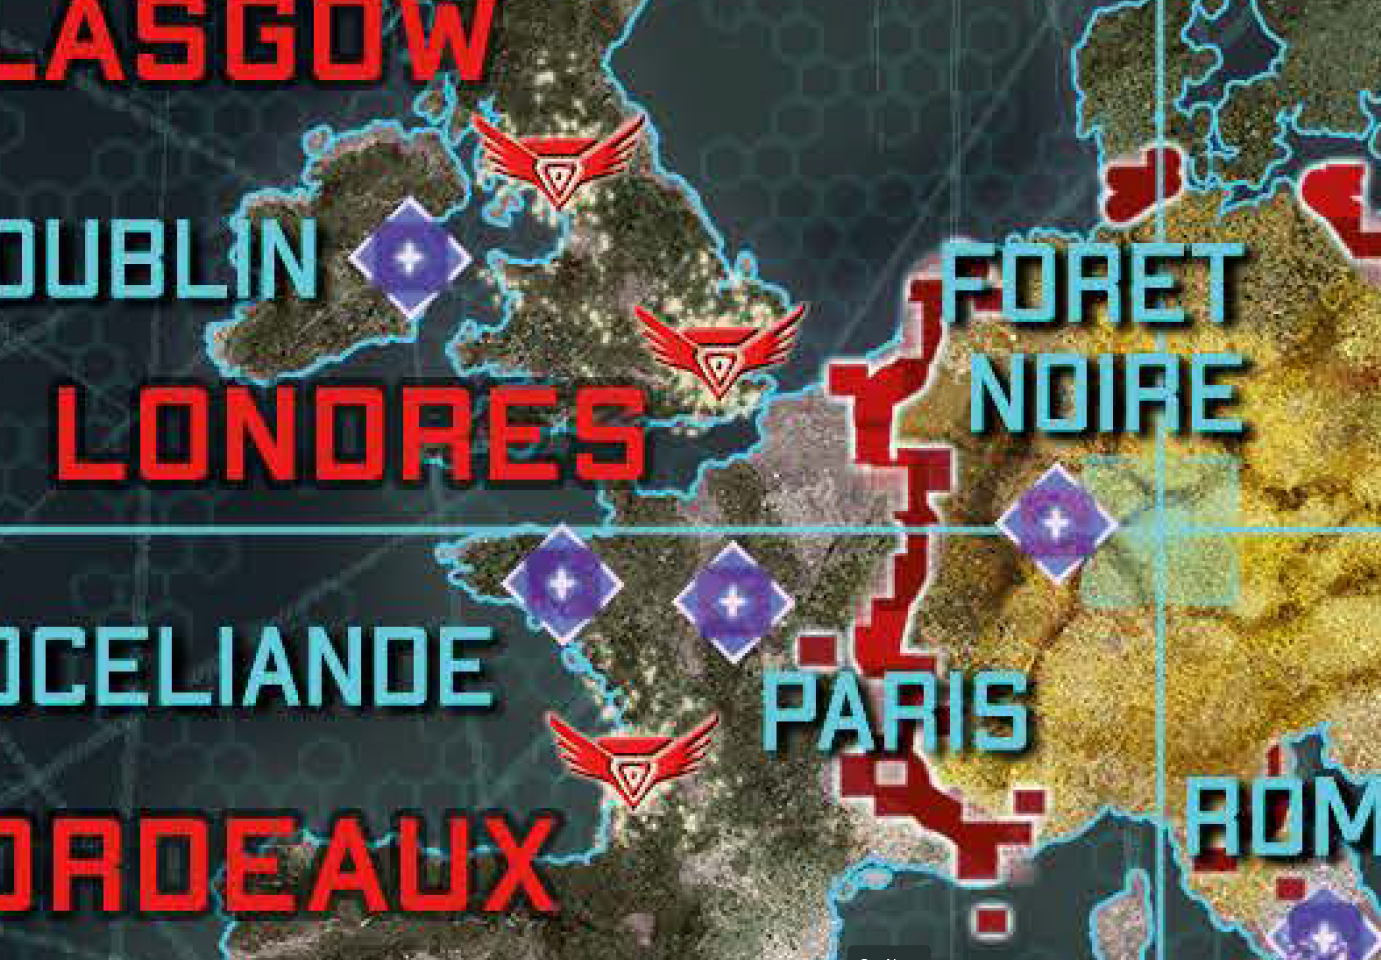 LASGOW
DUBLIN
FORET
NOIRE
LONDRES
OCELIANDE
PARIS
ROM
ORDEAUX